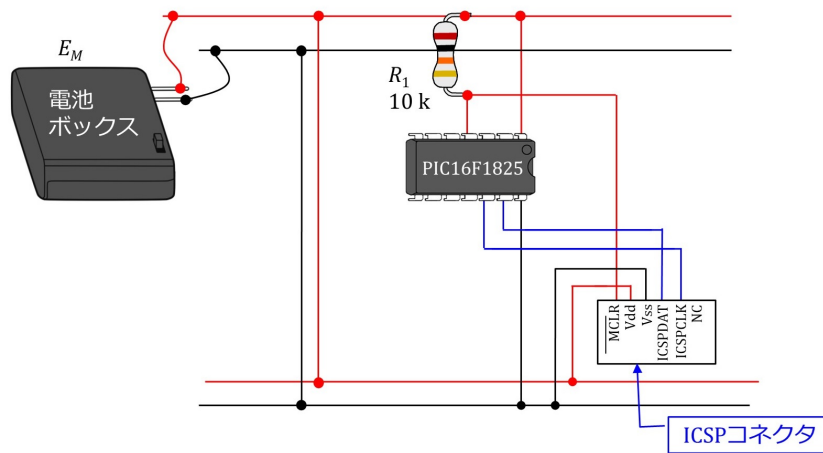 E_M
電池
ボックス
R_1
10 k
PIC16F1825
MCLR
Vdd
Vss
ICSPDAT
ICSPCLK
NC
ICSPコネクタ